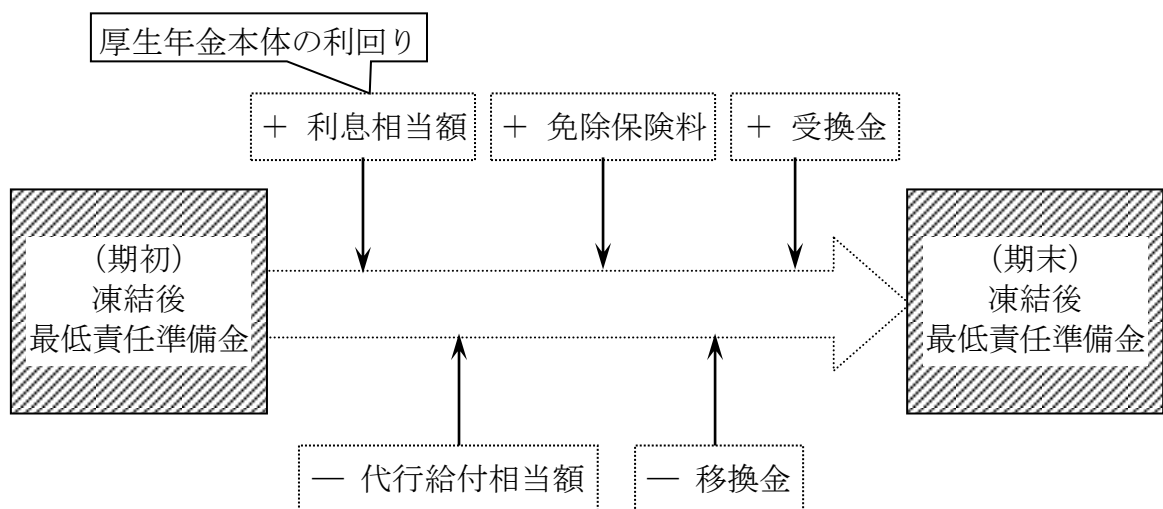 厚生年金本体の利回り
＋ 利息相当額
＋ 免除保険料
＋ 受換金
（期初）
凍結後
最低責任準備金
（期末）
凍結後
最低責任準備金
― 代行給付相当額
― 移換金